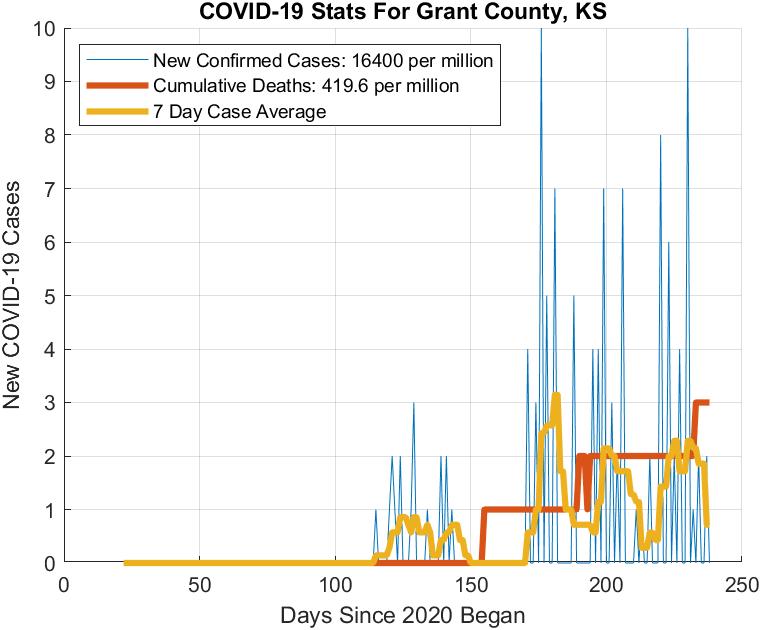 COVID-19 Stats For Grant County, KS
New Confirmed Cases: 16400 per million
Cumulative Deaths: 419.6 per million
7 Day Case Average
New COVID-19 Cases
10
9
8
7
6
5
4
3
2
1
0
0 50 100 150 200 250
Days Since 2020 Began